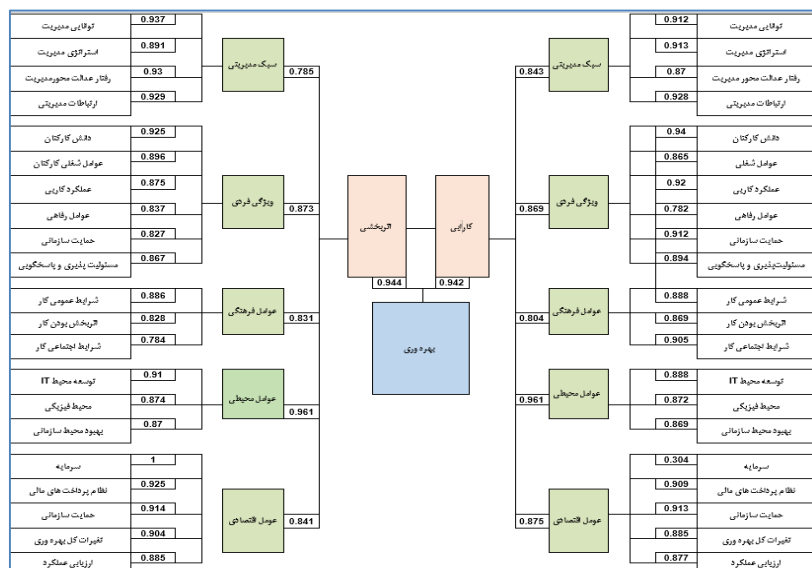 توانایی مدیریت
0.937
استراتژی مدیریت
0.891
رفتار عدالت محورمدیریت
0.93
ارتباطات مدیریتی
0.929
سبک مدیریتی
0.785
دانش کارکنان
0.925
عوامل شغلی کارکنان
0.896
عملکرد کارایی
0.875
عوامل رفاهی
0.837
حمایت سازمانی
0.827
مسئولیت پذیری و پاسخگویی
0.867
ویژگی فردی
0.873
شرایط عمومی کار
0.886
اثربخش بودن کار
0.828
شرایط اجتماعی کار
0.784
عوامل فرهنگی
0.831
توسعه محیط IT
0.91
محیط فیزیکی
0.874
بهبود محیط سازمانی
0.87
عوامل محیطی
0.961
سرمایه
1
نظام پرداخت های مالی
0.925
حمایت سازمانی
0.914
تغیرات کل بهره وری
0.904
ارزیابی عملکرد
0.885
عومل اقتصادی
0.841
اثربخشی
0.944
کارایی
0.942
بهره وری
توانایی مدیریت
0.912
استراتژی مدیریت
0.913
رفتار عدالت محور مدیریت
0.87
ارتباطات مدیریتی
0.928
سبک مدیریتی
0.843
دانش کارکنان
0.94
عوامل شغلی
0.865
عملکرد کارایی
0.92
عوامل رفاهی
0.782
حمایت سازمانی
0.912
مسئولیت‌پذیری و پاسخگویی
0.894
ویژگی فردی
0.869
شرایط عمومی کار
0.888
اثربخش بودن کار
0.869
شرایط اجتماعی کار
0.905
عوامل فرهنگی
0.804
توسعه محیط IT
0.888
محیط فیزیکی
0.872
بهبود محیط سازمانی
0.869
عوامل محیطی
0.961
سرمایه
0.304
نظام پرداخت های مالی
0.909
حمایت سازمانی
0.913
تغیرات کل بهره وری
0.885
ارزیابی عملکرد
0.877
عومل اقتصادی
0.875